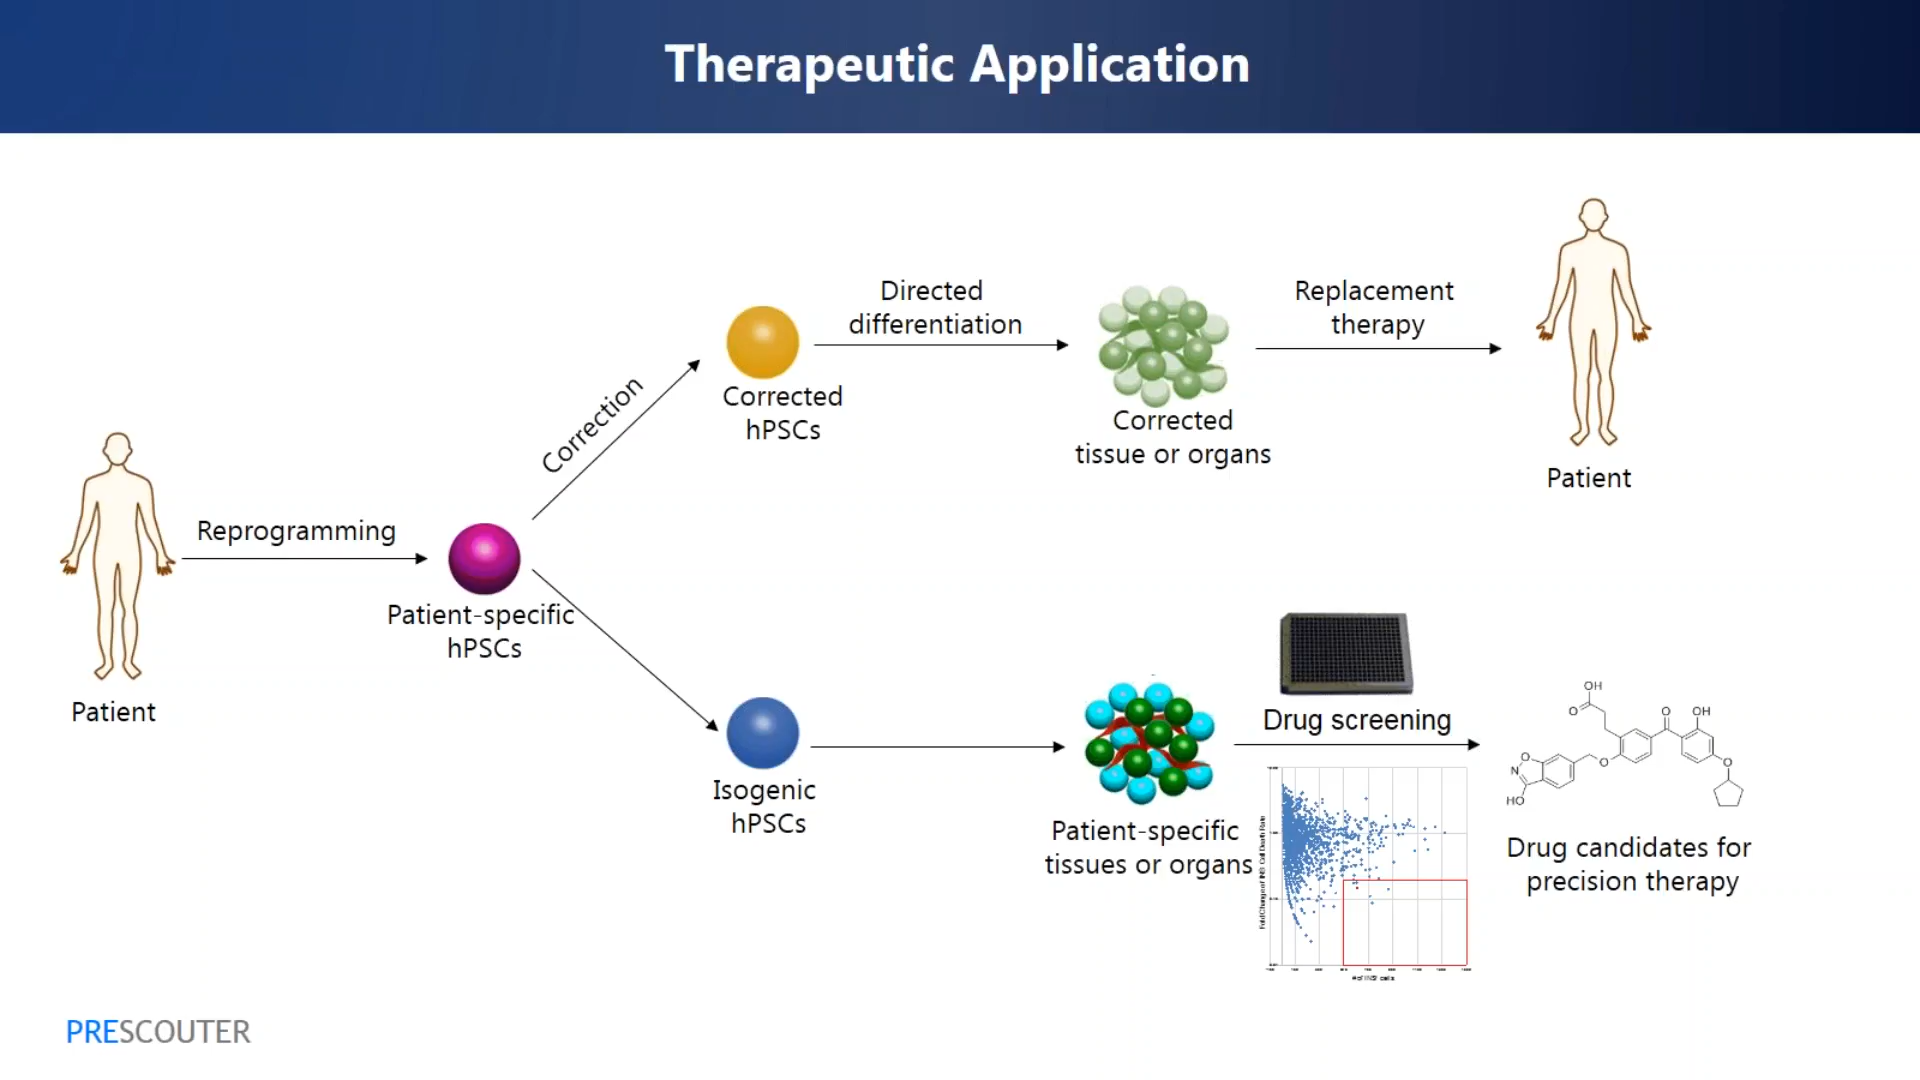 Therapeutic Application
Directed
differentiation
Replacement
therapy
Correction
Corrected
hPSCs
Corrected
tissue or organs
Patient
Reprogramming
Patient-specific
hPSCs
Patient
Drug screening
Isogenic
hPSCs
Patient-specific
tissues or organs
OH
O
O
OH
O
O
N
O
HO
Drug candidates for
precision therapy
PRESCOUTER